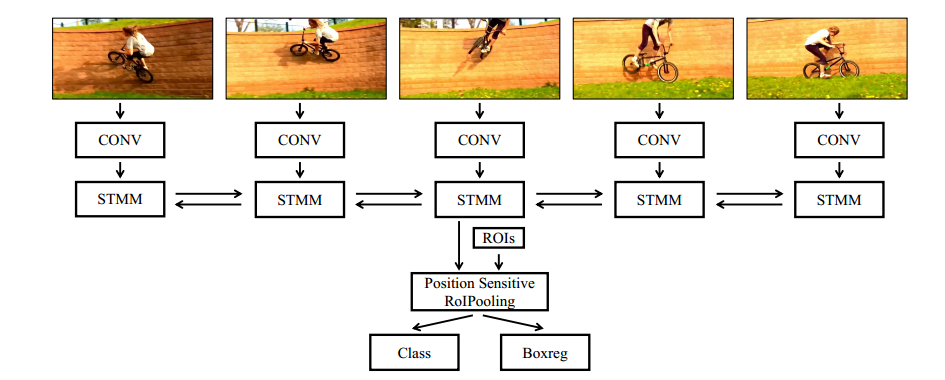 CONV
CONV
CONV
CONV
CONV
STMM
STMM
STMM
STMM
STMM
ROIs
Position Sensitive
RoIPooling
Class
Boxreg